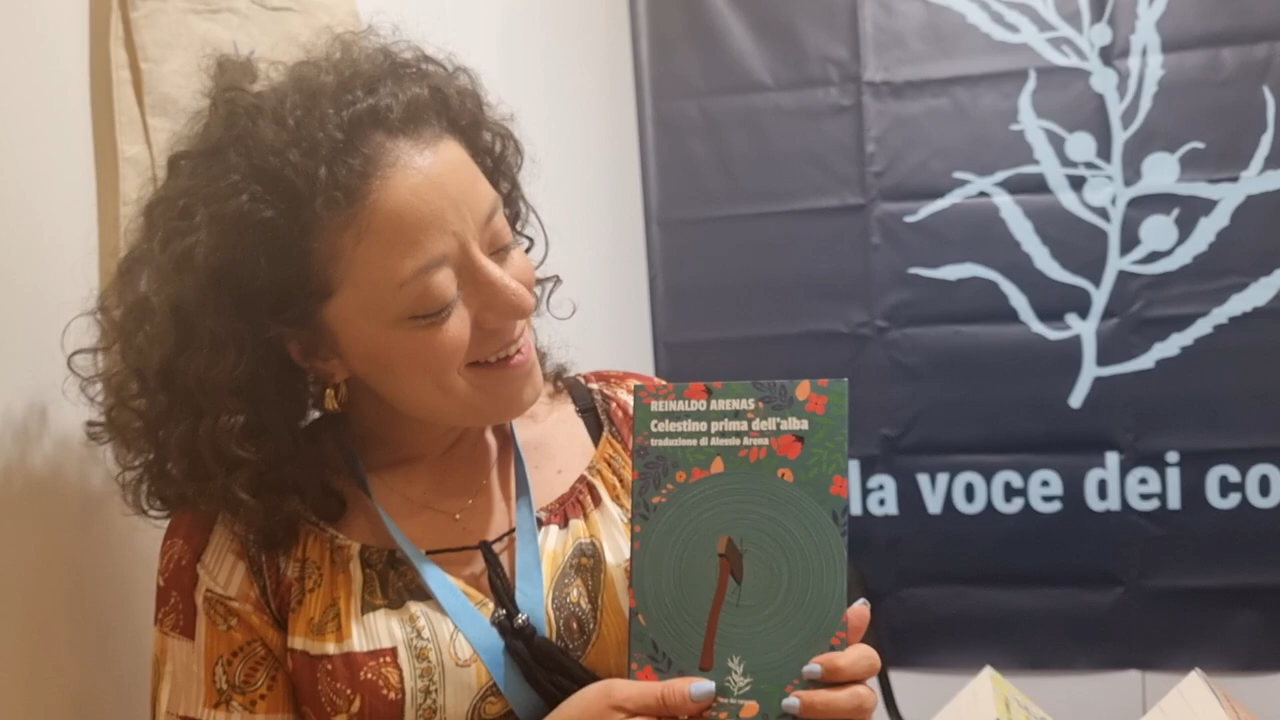 REINALDO ARENAS
Celestino prima dell'alba
traduzione di Alessio Arena
la voce dei co